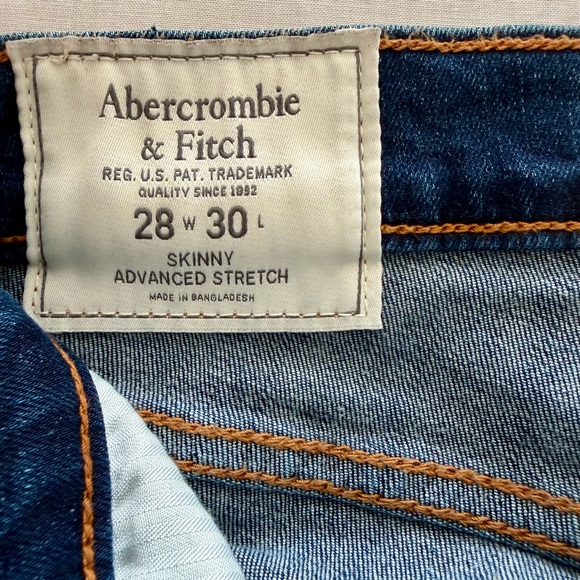 Abercrombie
& Fitch
REG. U.S. PAT. TRADEMARK
QUALITY SINCE 1892
28 W 30 L
SKINNY
ADVANCED STRETCH
MADE IN BANGLADESH